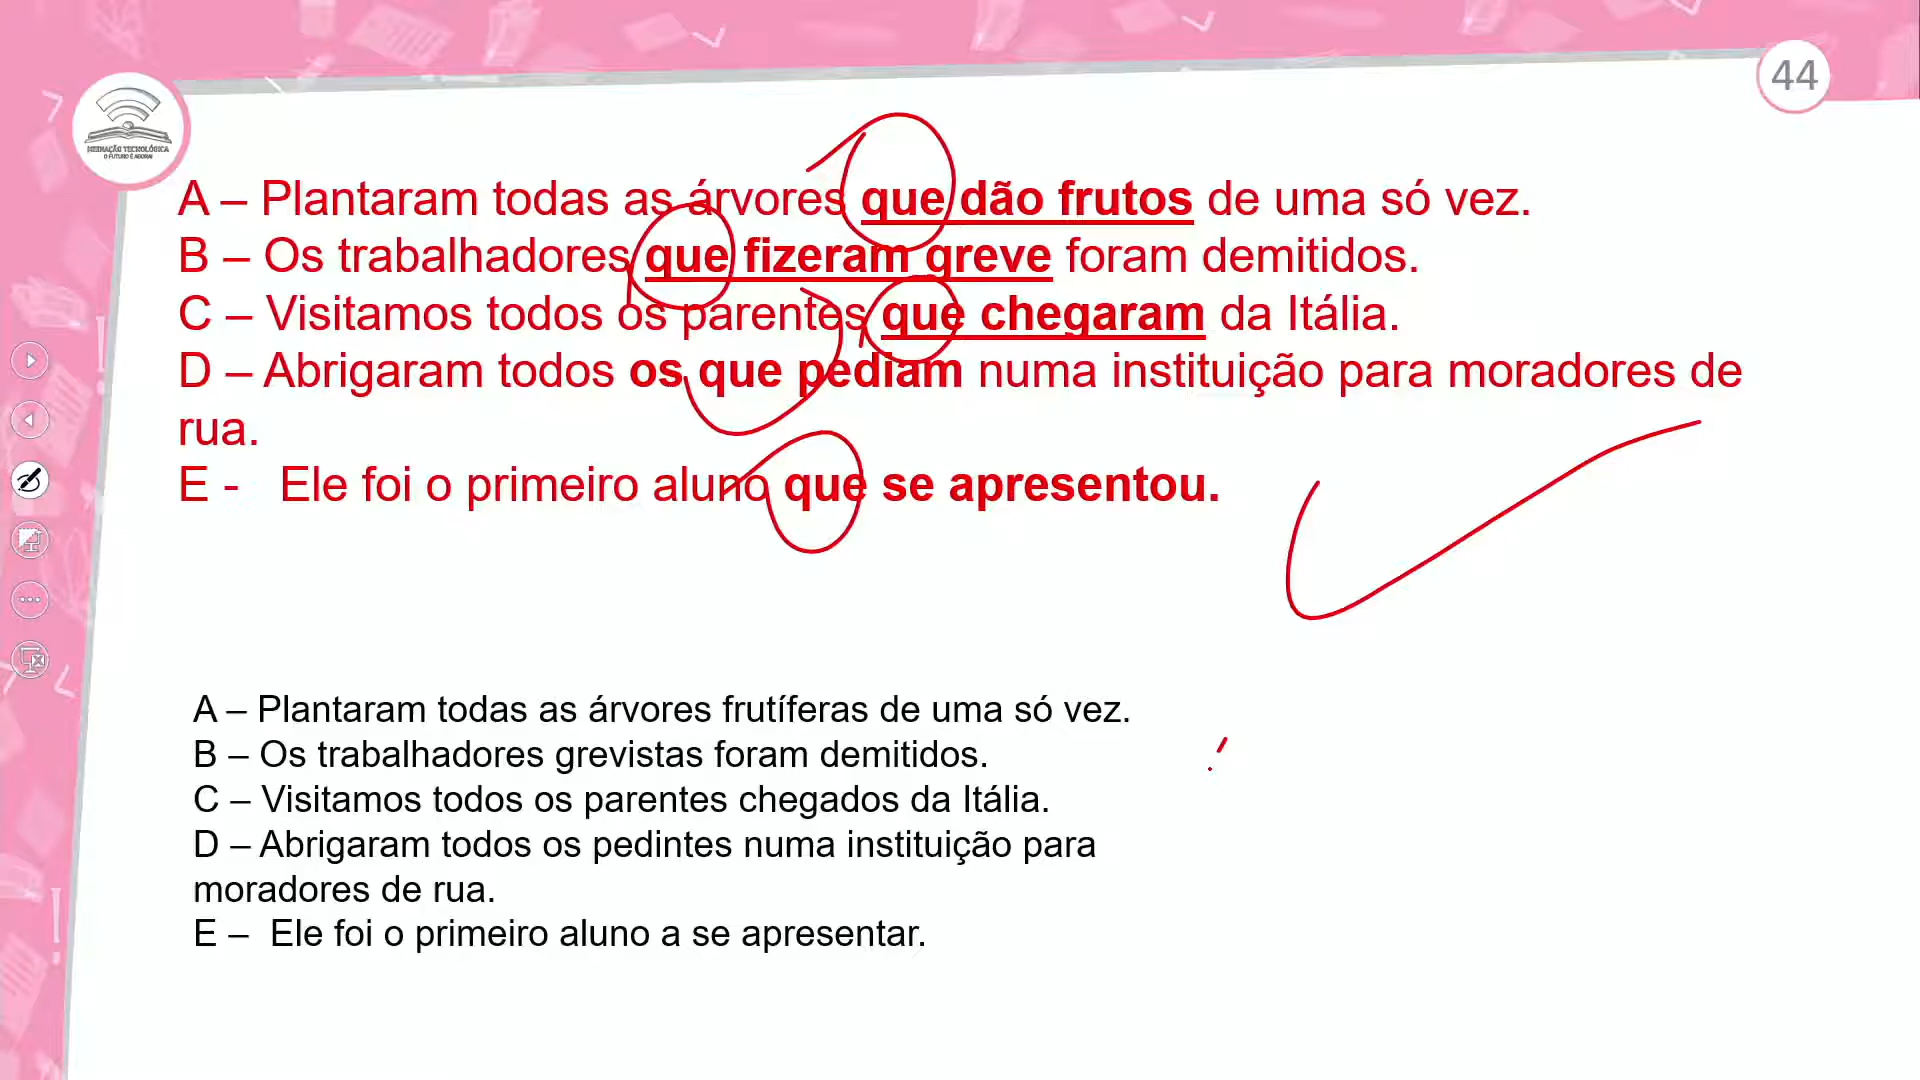 44
MEDIAÇÃO TECNOLÓGICA
O FUTURO É AGORA!
A – Plantaram todas as árvores que dão frutos de uma só vez.
B – Os trabalhadores que fizeram greve foram demitidos.
C – Visitamos todos os parentes que chegaram da Itália.
D – Abrigaram todos os que pediam numa instituição para moradores de
rua.
E - Ele foi o primeiro aluno que se apresentou.
A – Plantaram todas as árvores frutíferas de uma só vez.
B – Os trabalhadores grevistas foram demitidos.
C – Visitamos todos os parentes chegados da Itália.
D – Abrigaram todos os pedintes numa instituição para
moradores de rua.
E – Ele foi o primeiro aluno a se apresentar.